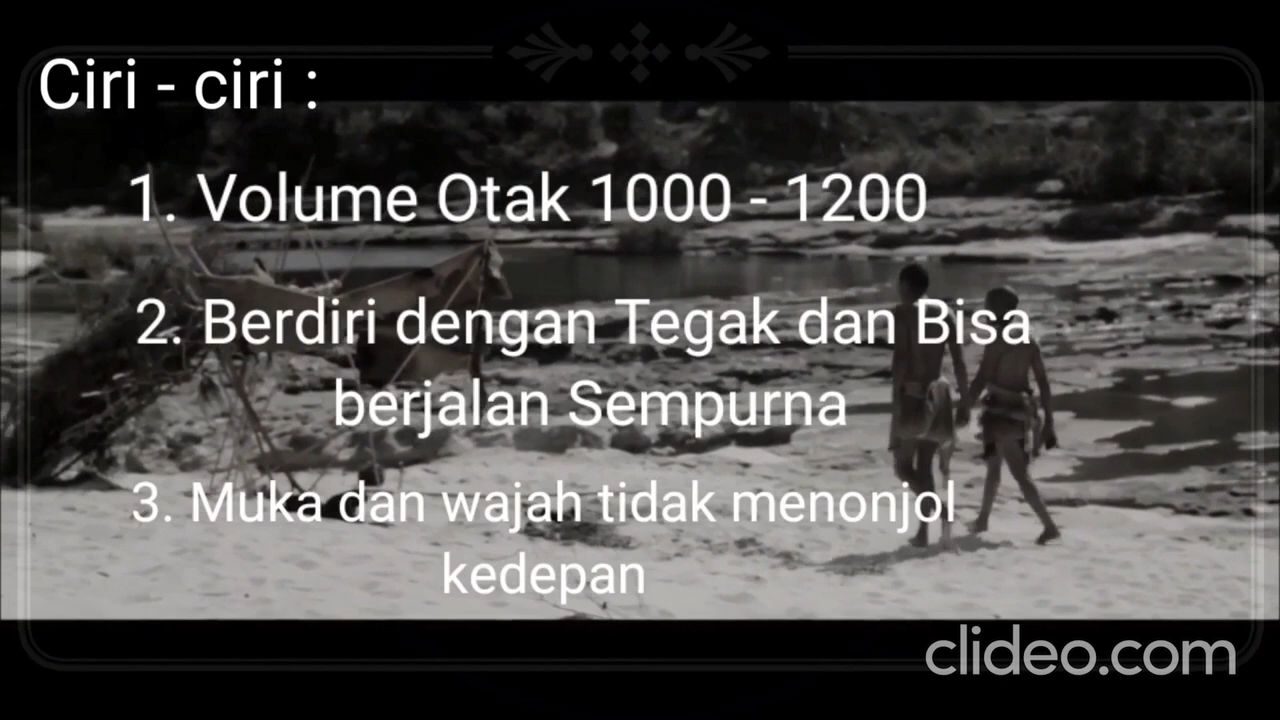 Ciri - ciri :
1. Volume Otak 1000 - 1200
2. Berdiri dengan Tegak dan Bisa
berjalan Sempurna
3. Muka dan wajah tidak menonjol
kedepan
clideo.com